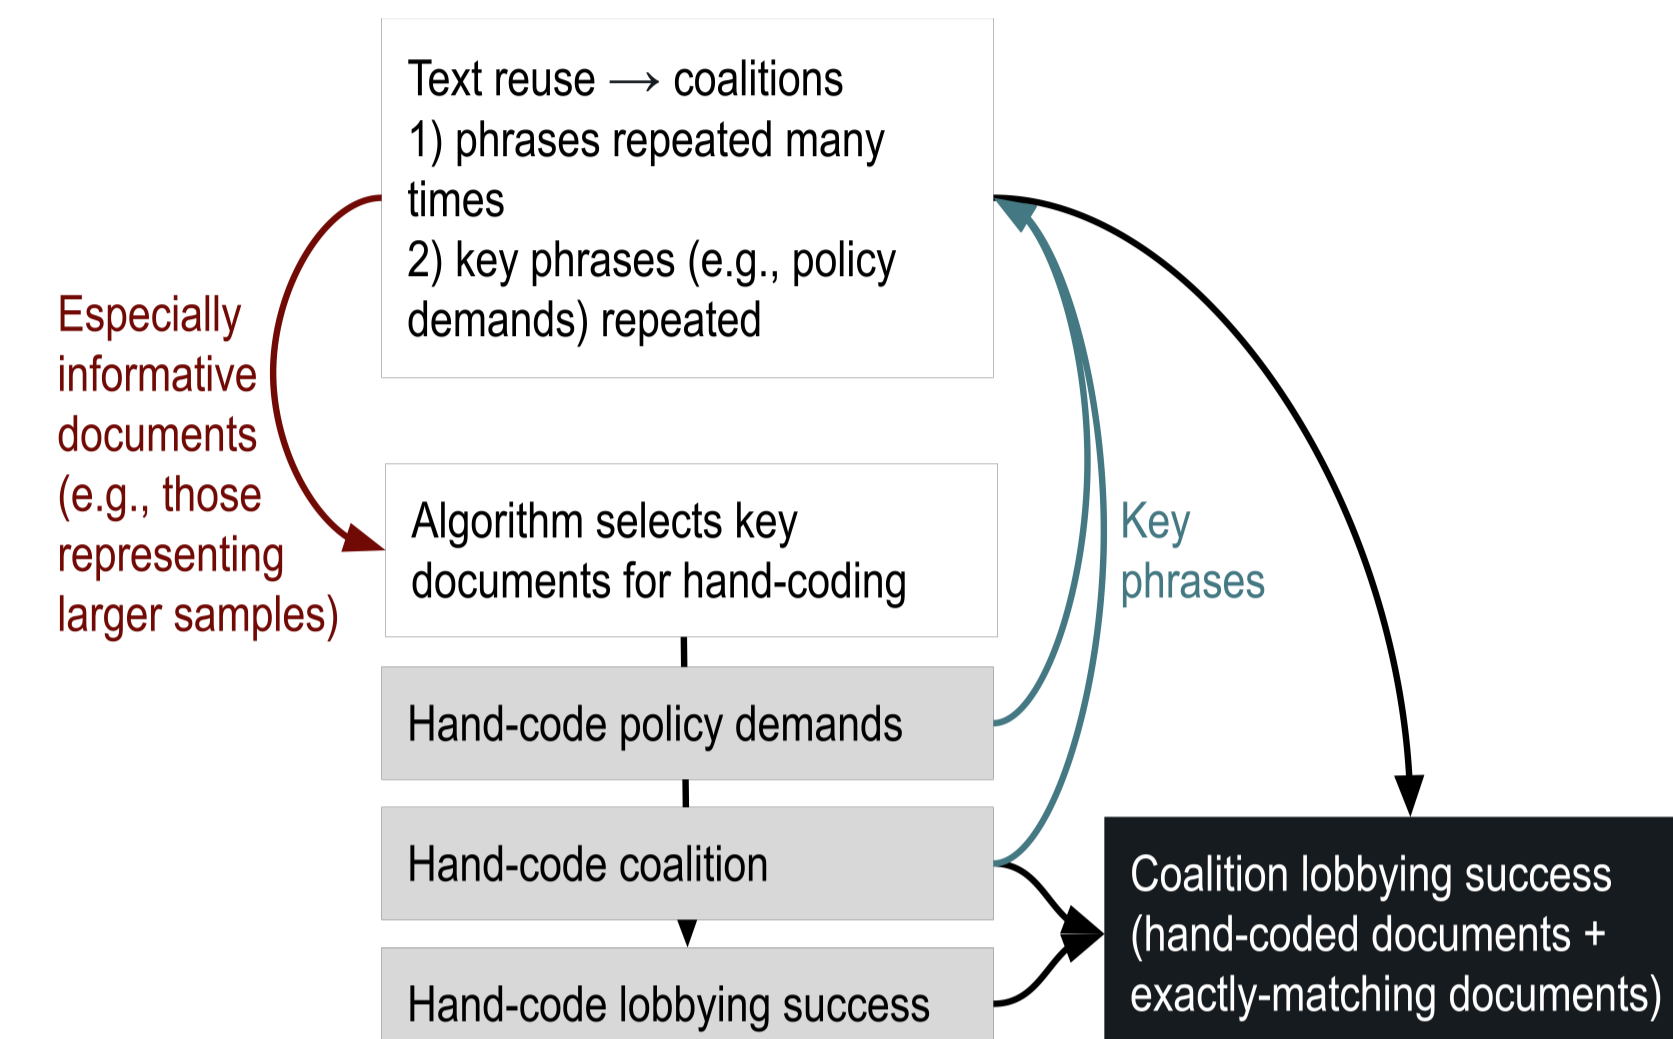 Text reuse → coalitions
1) phrases repeated many
times
2) key phrases (e.g., policy
demands) repeated
Especially
informative
documents
(e.g., those
representing
larger samples)
Algorithm selects key
documents for hand-coding
Key
phrases
Hand-code policy demands
Hand-code coalition
Hand-code lobbying success
Coalition lobbying success
(hand-coded documents +
exactly-matching documents)